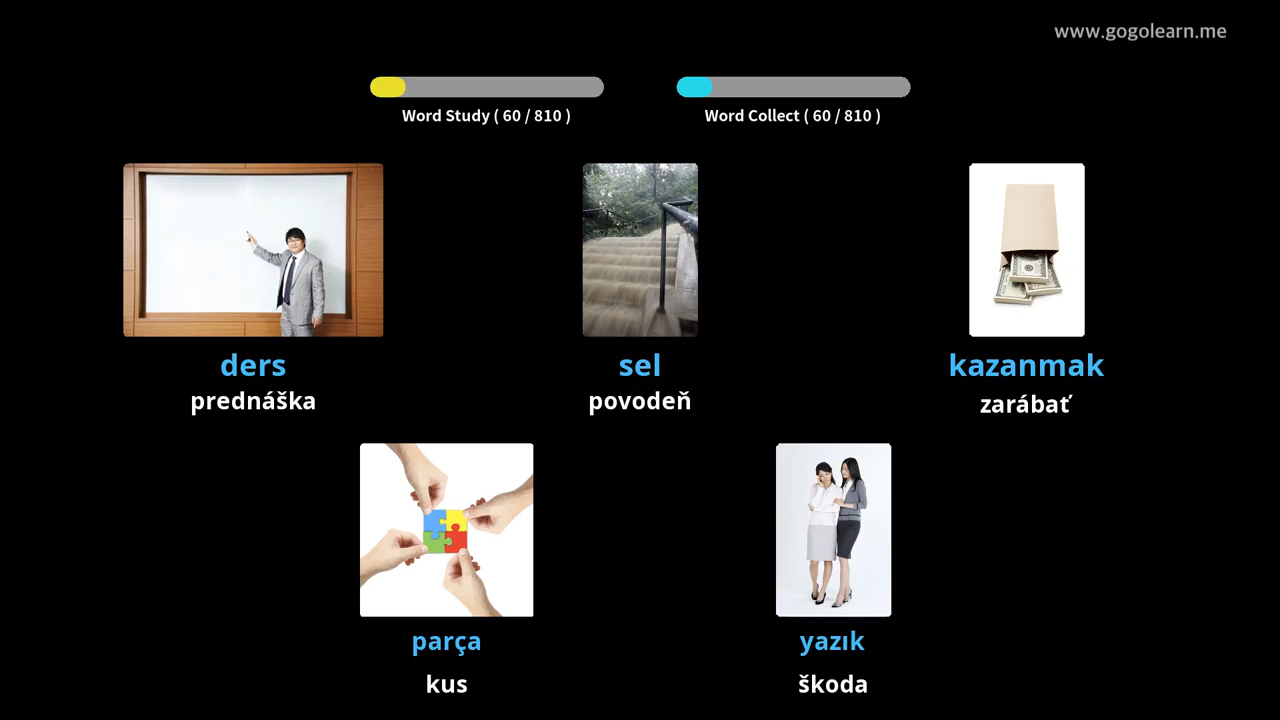 www.gogolearn.me
Word Study ( 60 / 810 )
Word Collect ( 60 / 810 )
ders
prednáška
sel
povodeň
kazanmak
zarábať
parça
kus
yazık
škoda